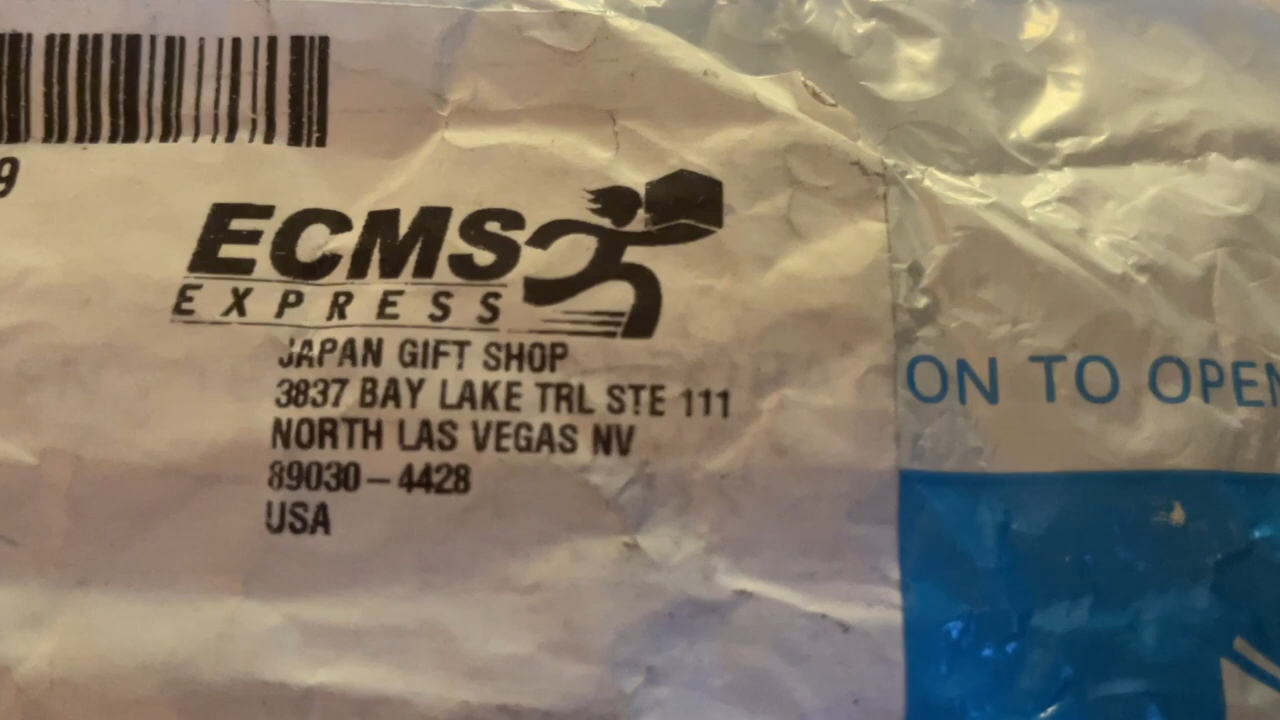 9
ECMS
EXPRESS
JAPAN GIFT SHOP
3837 BAY LAKE TRL STE 111
NORTH LAS VEGAS NV
89030-4428
USA
ON TO OPEN